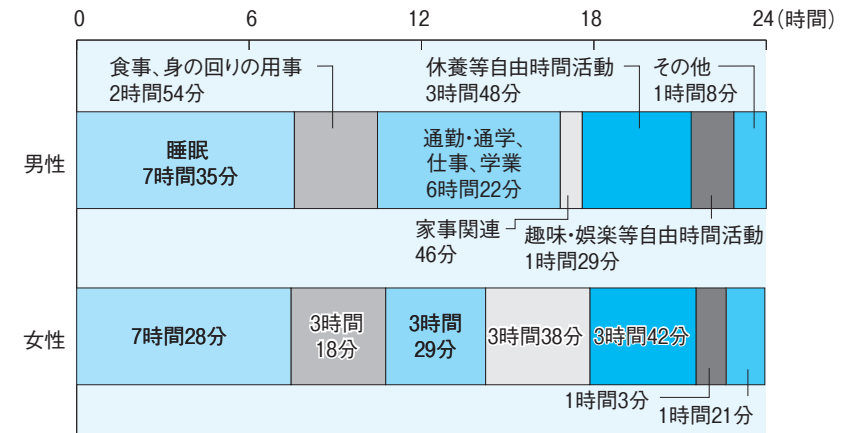 0 6 12 18 24(時間)
食事、身の回りの用事
2時間54分
休養等自由時間活動
3時間48分
その他
1時間8分
男性
睡眠
7時間35分
通勤・通学、
仕事、学業
6時間22分
家事関連
46分
趣味・娯楽等自由時間活動
1時間29分
女性
7時間28分
3時間
18分
3時間
29分
3時間38分
3時間42分
1時間3分
1時間21分